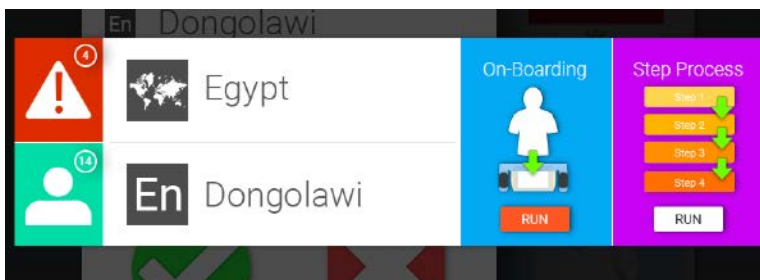 En Dongolawi
4
Egypt
14
En Dongolawi
On-Boarding
RUN
Step Process
Step 1
Step 2
Step 3
Step 4
RUN